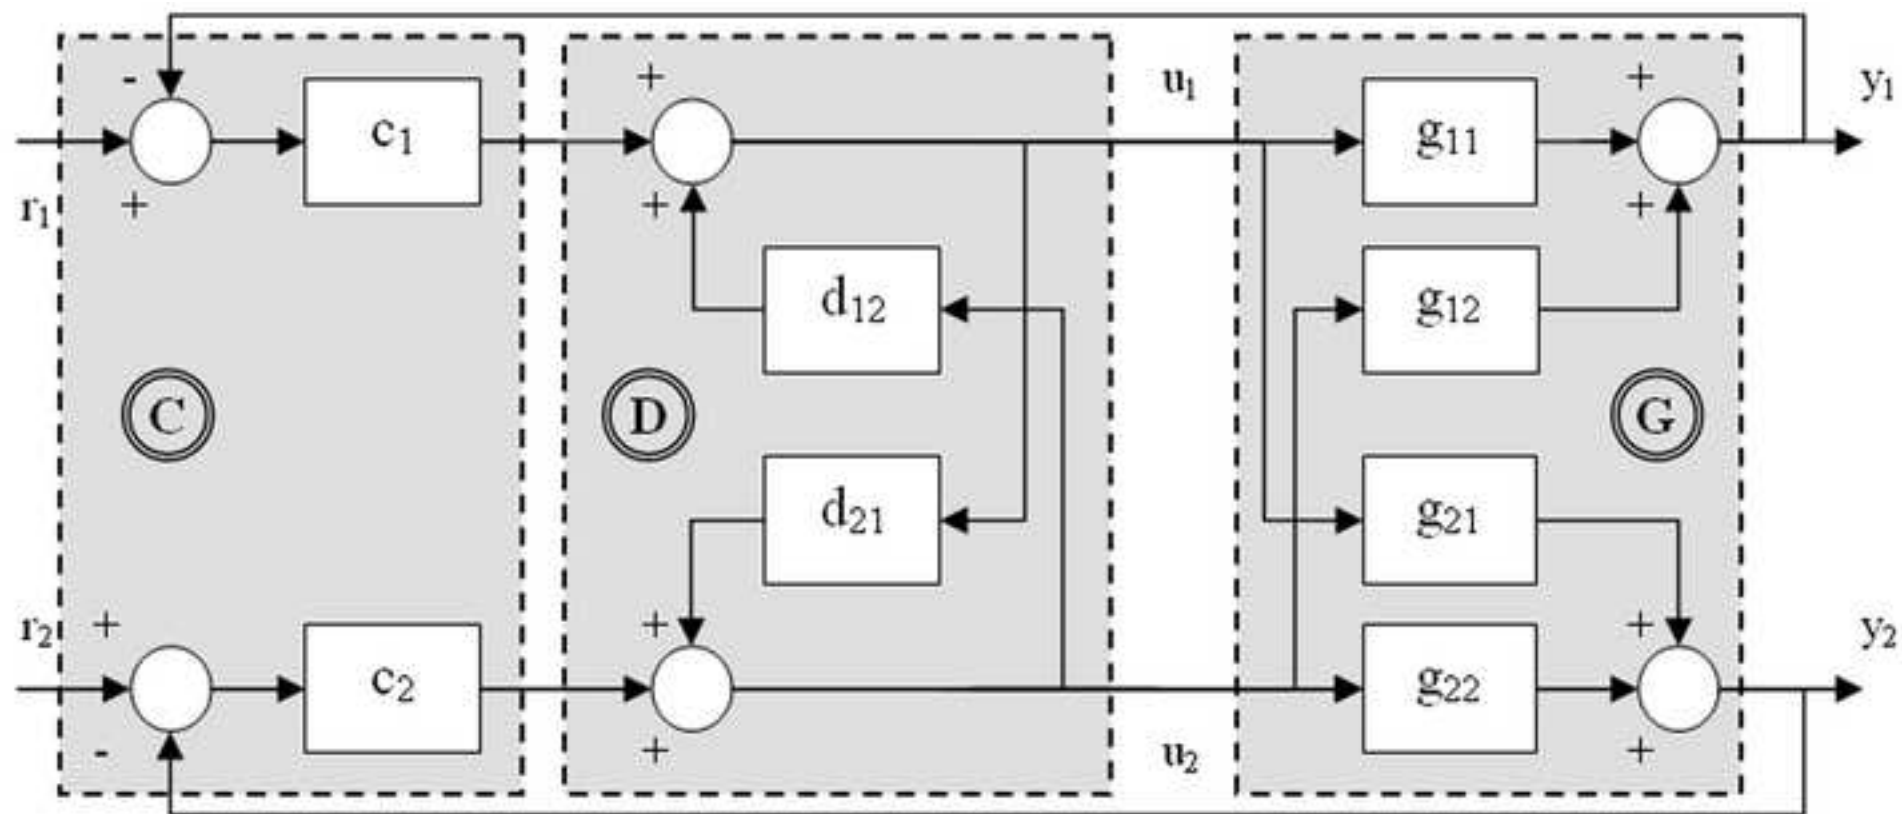 - + + u₁ + y₁
c₁ g₁₁
r₁ + + +
d₁₂ g₁₂
C D G
d₂₁ g₂₁
r₂ + + + y₂
c₂ g₂₂
- + u₂ +